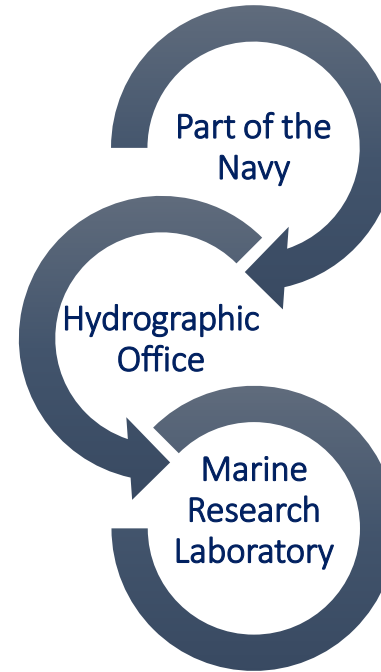 Part of the
Navy
Hydrographic
Office
Marine
Research
Laboratory